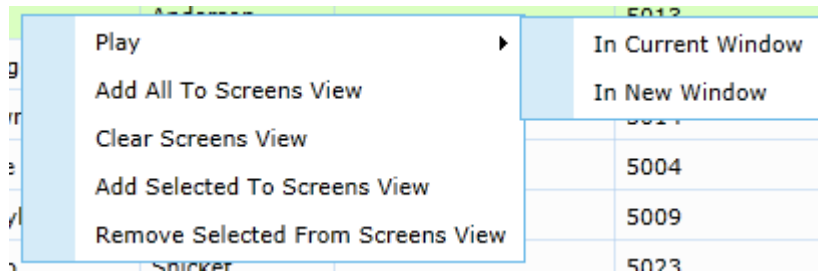 Anderson 5013
Play In Current Window
Add All To Screens View In New Window
Clear Screens View
Add Selected To Screens View 5004
5009
Remove Selected From Screens View
Snicket 5023